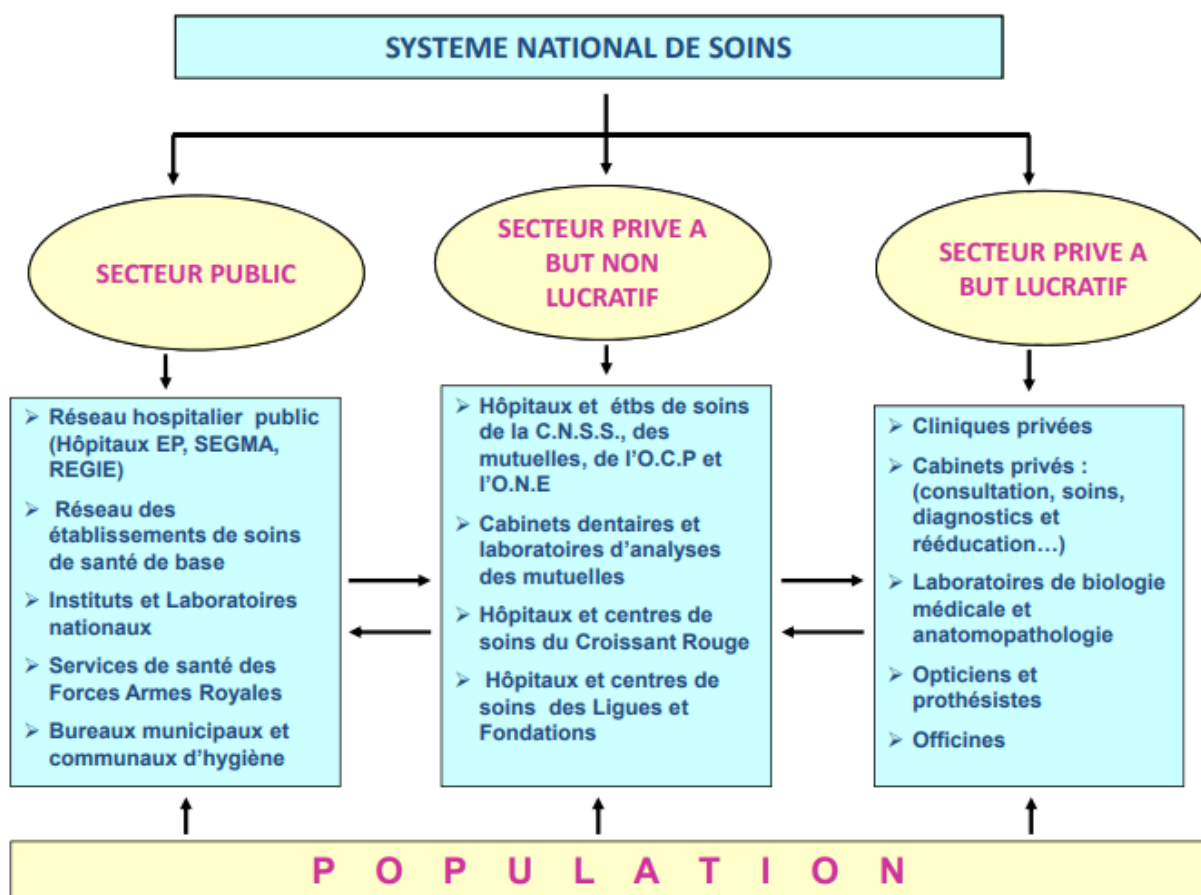 SYSTEME NATIONAL DE SOINS
SECTEUR PUBLIC
SECTEUR PRIVE A
BUT NON
LUCRATIF
SECTEUR PRIVE A
BUT LUCRATIF
➢ Réseau hospitalier public
(Hôpitaux EP, SEGMA,
REGIE)
➢ Réseau des
établissements de soins
de santé de base
➢ Instituts et Laboratoires
nationaux
➢ Services de santé des
Forces Armes Royales
➢ Bureaux municipaux et
communaux d'hygiène
➢ Hôpitaux et étbs de soins
de la C.N.S.S., des
mutuelles, de l'O.C.P et
l'O.N.E
➢ Cabinets dentaires et
laboratoires d'analyses
des mutuelles
➢ Hôpitaux et centres de
soins du Croissant Rouge
➢ Hôpitaux et centres de
soins des Ligues et
Fondations
➢ Cliniques privées
➢ Cabinets privés :
(consultation, soins,
diagnostics et
rééducation…)
➢ Laboratoires de biologie
médicale et
anatomopathologie
➢ Opticiens et
prothésistes
➢ Officines
P O P U L A T I O N